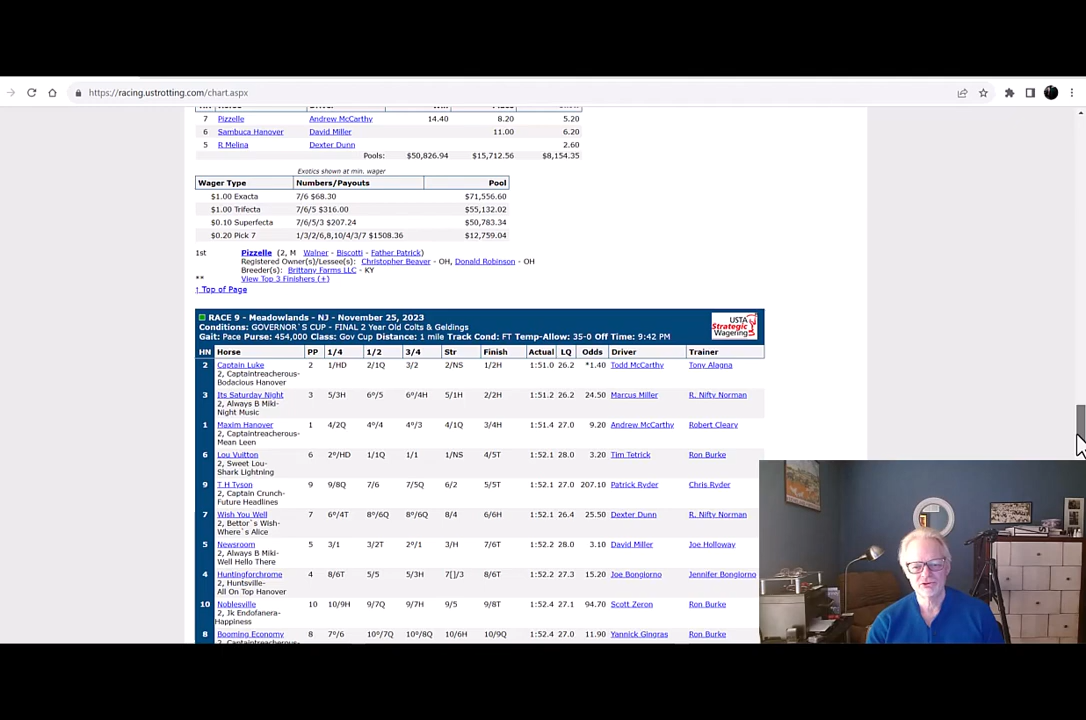 https://racing.ustrotting.com/chart.aspx
7 Pizzelle Andrew McCarthy 14.40 8.20 5.20
6 Sambuca Hanover David Miller 11.00 6.20
5 R Melina Dexter Dunn 2.60
Pools: $50,826.94 $15,712.56 $8,154.35
Exotics shown at min. wager
Wager Type Numbers/Payouts Pool
$1.00 Exacta 7/6 $68.30 $71,556.60
$1.00 Trifecta 7/6/5 $316.00 $55,132.02
$0.10 Superfecta 7/6/5/3 $207.24 $50,783.34
$0.20 Pick 7 1/3/2/6,8,10/4/3/7 $1508.36 $12,759.04
1st Pizzelle (2, M Walner - Biscotti - Father Patrick)
Registered Owner(s)/Lessee(s): Christopher Beaver - OH, Donald Robinson - OH
Breeder(s): Brittany Farms LLC - KY
** View Top 3 Finishers (+)
↑ Top of Page
RACE 9 - Meadowlands - NJ - November 25, 2023
Conditions: GOVERNOR`S CUP - FINAL 2 Year Old Colts & Geldings
Gait: Pace Purse: 454,000 Class: Gov Cup Distance: 1 mile Track Cond: FT Temp-Allow: 35-0 Off Time: 9:42 PM
USTA Strategic Wagering
HN Horse PP 1/4 1/2 3/4 Str Finish Actual LQ Odds Driver Trainer
2 Captain Luke 2 1/HD 2/1Q 3/2 2/NS 1/2H 1:51.0 26.2 *1.40 Todd McCarthy Tony Alagna
2, Captaintreacherous-
Bodacious Hanover
3 Its Saturday Night 3 5/3H 6º/5 6º/4H 5/1H 2/2H 1:51.2 26.2 24.50 Marcus Miller R. Nifty Norman
2, Always B Miki-
Night Music
1 Maxim Hanover 1 4/2Q 4º/4 4º/3 4/1Q 3/4H 1:51.4 27.0 9.20 Andrew McCarthy Robert Cleary
2, Captaintreacherous-
Mean Leen
6 Lou Vuitton 6 2º/HD 1/1Q 1/1 1/NS 4/5T 1:52.1 28.0 3.20 Tim Tetrick Ron Burke
2, Sweet Lou-
Shark Lightning
9 T H Tyson 9 9/8Q 7/6 7/5Q 6/2 5/5T 1:52.1 27.0 207.10 Patrick Ryder Chris Ryder
2, Captain Crunch-
Future Headlines
7 Wish You Well 7 6º/4T 8º/6Q 8º/6Q 8/4 6/6H 1:52.1 26.4 25.50 Dexter Dunn R. Nifty Norman
2, Bettor`s Wish-
Where`s Alice
5 Newsroom 5 3/1 3/2T 2º/1 3/H 7/6T 1:52.2 28.0 3.10 David Miller Joe Holloway
2, Always B Miki-
Well Hello There
4 Huntingforchrome 4 8/6T 5/5 5/3H 7[]/3 8/6T 1:52.2 27.3 15.20 Joe Bongiorno Jennifer Bongiorno
2, Huntsville-
All On Top Hanover
10 Noblesville 10 10/9H 9/7Q 9/7H 9/5 9/8T 1:52.4 27.1 94.70 Scott Zeron Ron Burke
2, Jk Endofanera-
Happiness
8 Booming Economy 8 7º/6 10º/7Q 10º/8Q 10/6H 10/9Q 1:52.4 27.0 11.90 Yannick Gingras Ron Burke